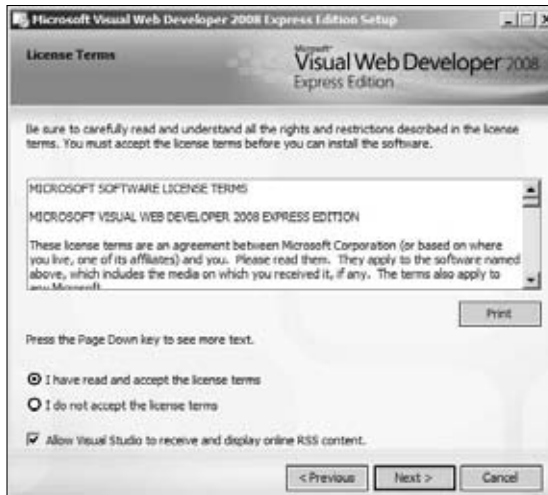 Microsoft Visual Web Developer 2008 Express Edition Setup
License Terms
Microsoft
Visual Web Developer 2008
Express Edition
Be sure to carefully read and understand all the rights and restrictions described in the license
terms. You must accept the license terms before you can install the software.
MICROSOFT SOFTWARE LICENSE TERMS
MICROSOFT VISUAL WEB DEVELOPER 2008 EXPRESS EDITION
These license terms are an agreement between Microsoft Corporation (or based on where
you live, one of its affiliates) and you. Please read them. They apply to the software named
above, which includes the media on which you received it, if any. The terms also apply to
any Microsoft
Print
Press the Page Down key to see more text.
I have read and accept the license terms
I do not accept the license terms
Allow Visual Studio to receive and display online RSS content.
< Previous
Next >
Cancel